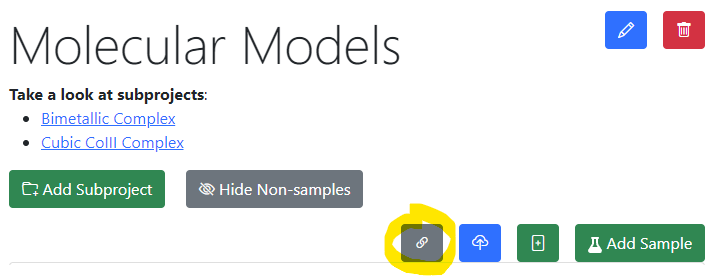 Molecular Models
Take a look at subprojects:
Bimetallic Complex
Cubic CoIII Complex
Add Subproject
Hide Non-samples
Add Sample